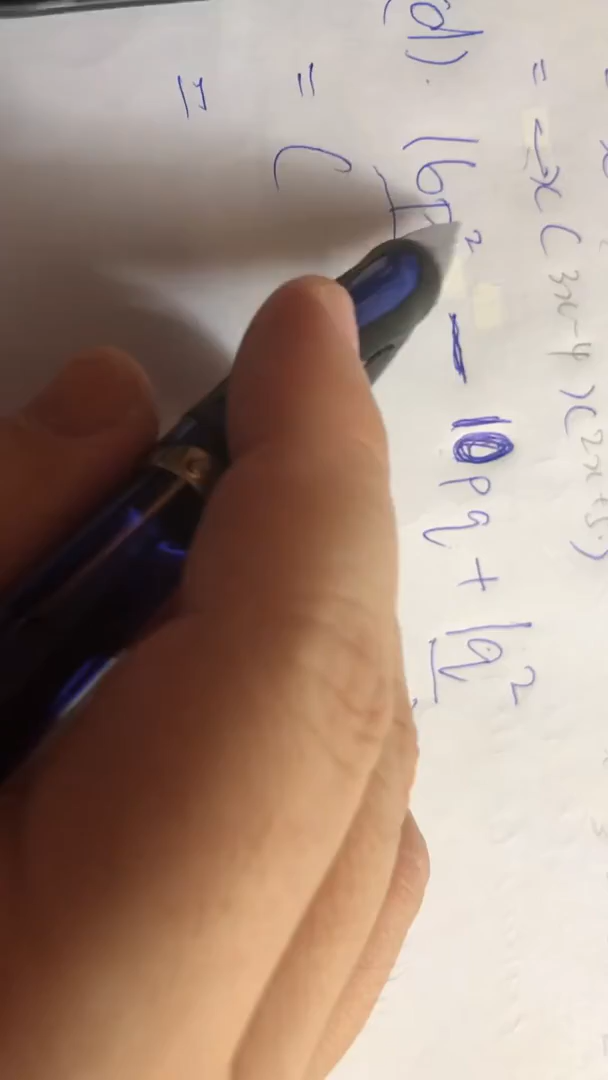 = -x(3x-4)(2x+5)
(d). 16p² - 10pq + 1q²
= (
=